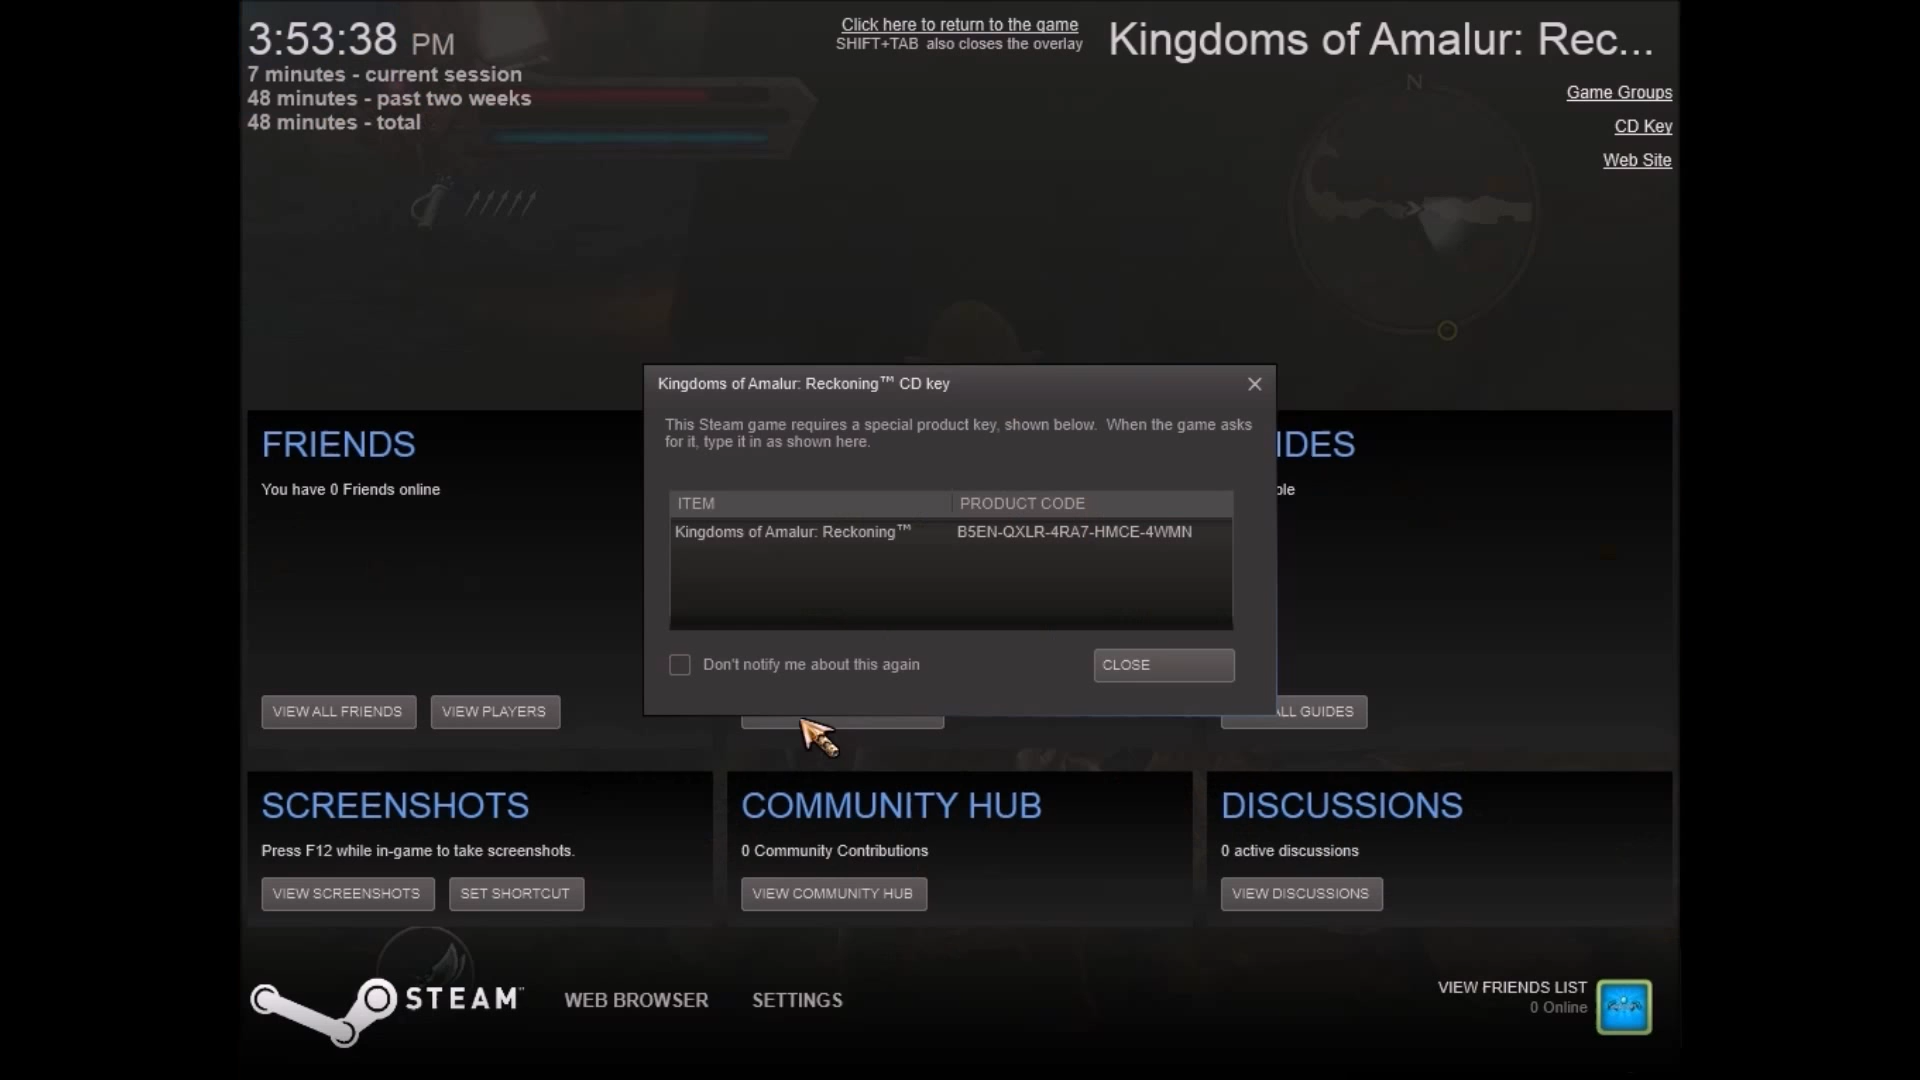 3:53:38 PM
7 minutes - current session
48 minutes - past two weeks
48 minutes - total
Click here to return to the game
SHIFT+TAB also closes the overlay
Kingdoms of Amalur: Rec...
Game Groups
CD Key
Web Site
N
Kingdoms of Amalur: Reckoning™ CD key
This Steam game requires a special product key, shown below. When the game asks
for it, type it in as shown here.
ITEM PRODUCT CODE
Kingdoms of Amalur: Reckoning™ B5EN-QXLR-4RA7-HMCE-4WMN
Don't notify me about this again
CLOSE
FRIENDS
You have 0 Friends online
VIEW ALL FRIENDS VIEW PLAYERS
IDES
ble
ALL GUIDES
SCREENSHOTS
Press F12 while in-game to take screenshots.
VIEW SCREENSHOTS SET SHORTCUT
COMMUNITY HUB
0 Community Contributions
VIEW COMMUNITY HUB
DISCUSSIONS
0 active discussions
VIEW DISCUSSIONS
STEAM™
WEB BROWSER SETTINGS
VIEW FRIENDS LIST
0 Online